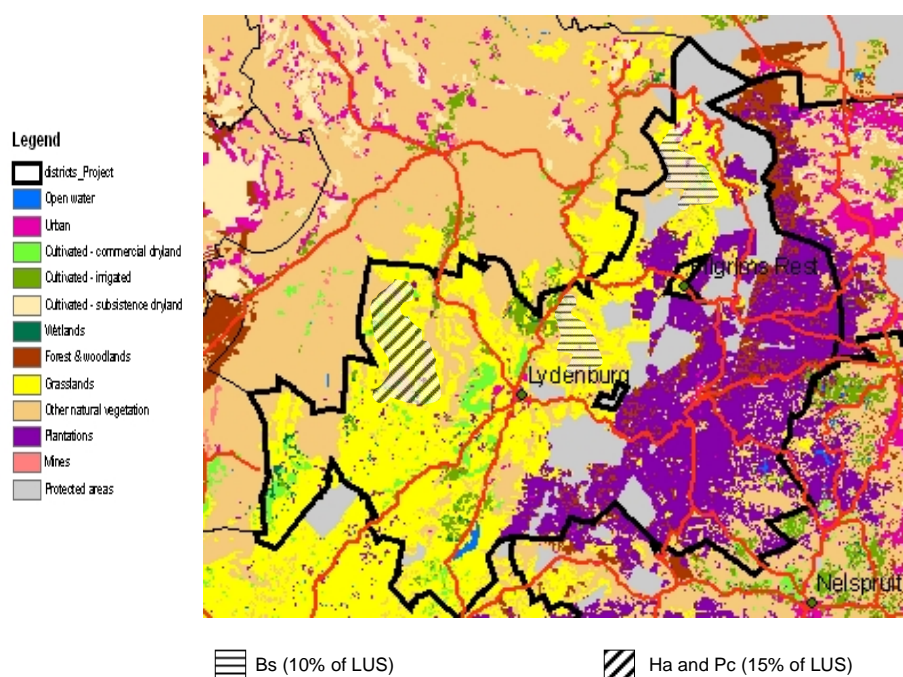 Legend
districts_Project
Open water
Urban
Cultivated - commercial dryland
Cultivated - irrigated
Cultivated - subsistence dryland
Wetlands
Forest & woodlands
Grasslands
Other natural vegetation
Plantations
Mines
Protected areas
Pilgrims Rest
Lydenburg
Nelspruit
Bs (10% of LUS)
Ha and Pc (15% of LUS)